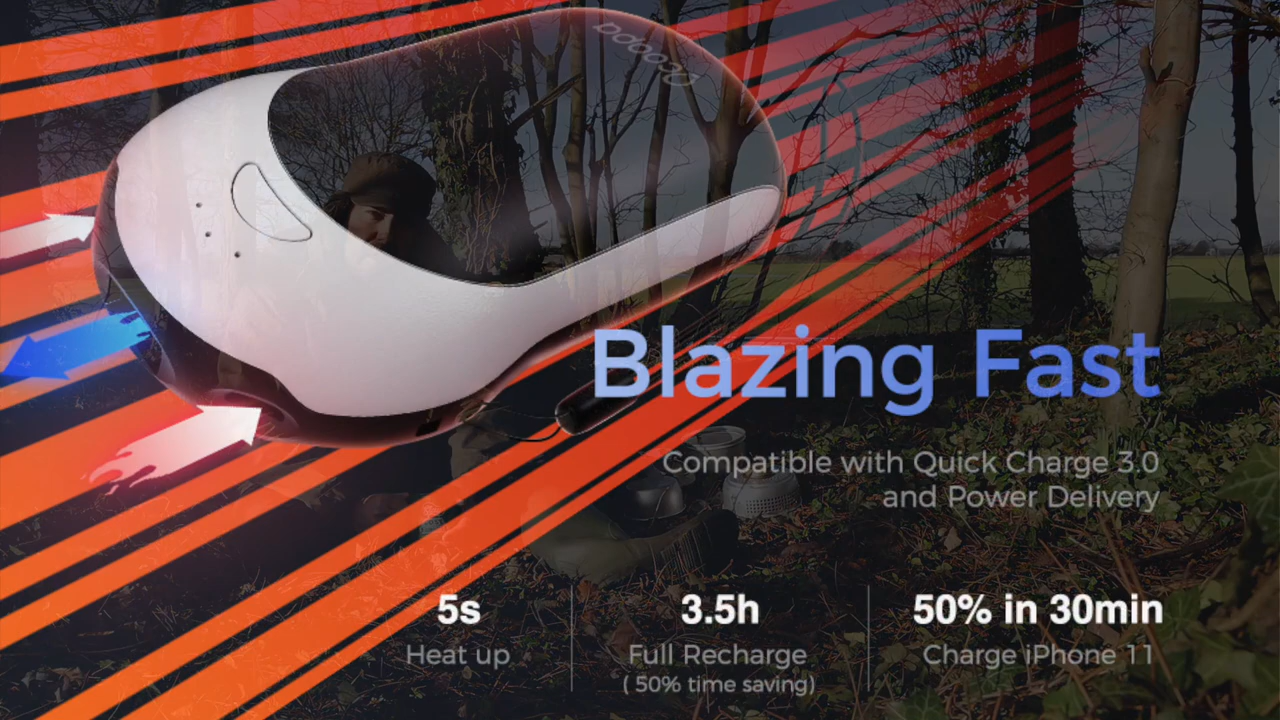 Ocoopa
Blazing Fast
Compatible with Quick Charge 3.0
and Power Delivery
5s
3.5h
50% in 30min
Heat up
Full Recharge
Charge iPhone 11
( 50% time saving)